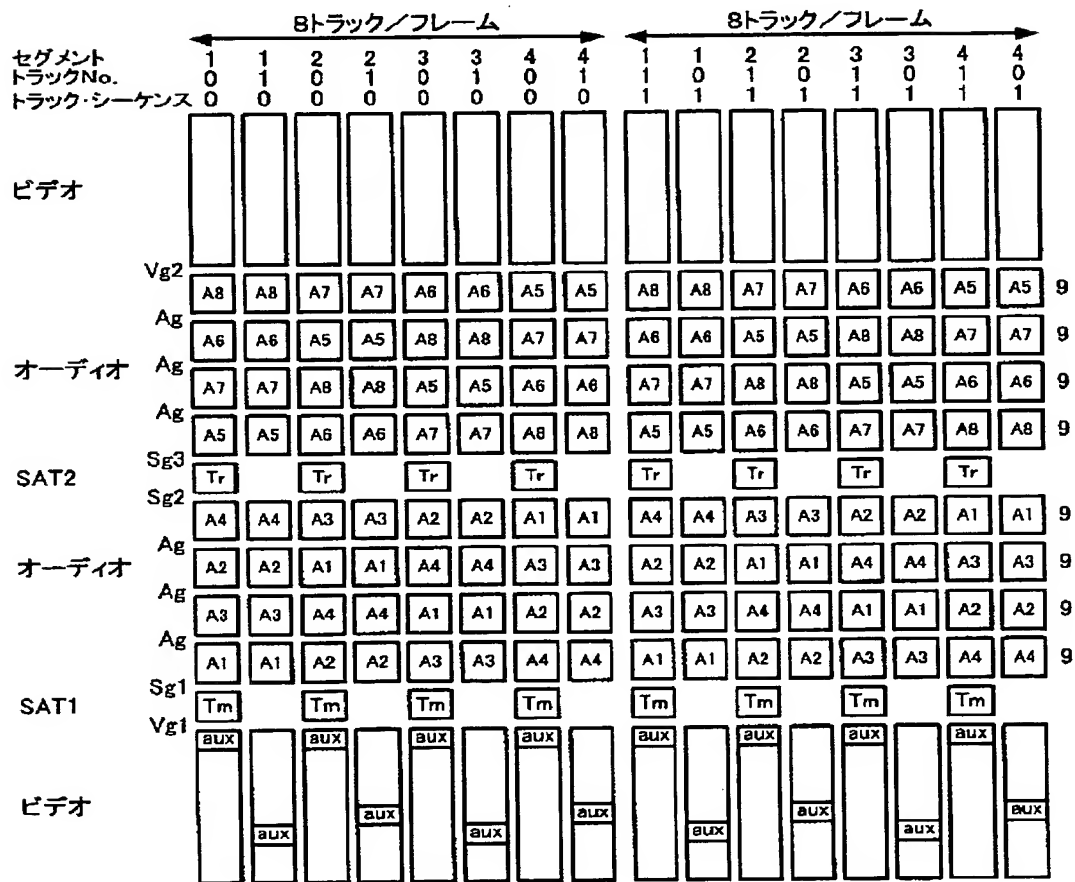 8トラック/フレーム 8トラック/フレーム
セグメント 1 1 2 2 3 3 4 4 1 1 2 2 3 3 4 4
トラックNo. 0 1 0 1 0 1 0 1 1 0 1 0 1 0 1 0
トラック・シーケンス 0 0 0 0 0 0 0 0 1 1 1 1 1 1 1 1
ビデオ
Vg2
A8 A8 A7 A7 A6 A6 A5 A5 A8 A8 A7 A7 A6 A6 A5 A5 9
Ag
A6 A6 A5 A5 A8 A8 A7 A7 A6 A6 A5 A5 A8 A8 A7 A7 9
オーディオ Ag
A7 A7 A8 A8 A5 A5 A6 A6 A7 A7 A8 A8 A5 A5 A6 A6 9
Ag
A5 A5 A6 A6 A7 A7 A8 A8 A5 A5 A6 A6 A7 A7 A8 A8 9
Sg3
SAT2 Tr Tr Tr Tr Tr Tr Tr Tr
Sg2
A4 A4 A3 A3 A2 A2 A1 A1 A4 A4 A3 A3 A2 A2 A1 A1 9
Ag
オーディオ A2 A2 A1 A1 A4 A4 A3 A3 A2 A2 A1 A1 A4 A4 A3 A3 9
Ag
A3 A3 A4 A4 A1 A1 A2 A2 A3 A3 A4 A4 A1 A1 A2 A2 9
Ag
A1 A1 A2 A2 A3 A3 A4 A4 A1 A1 A2 A2 A3 A3 A4 A4 9
Sg1
SAT1 Tm Tm Tm Tm Tm Tm Tm Tm
Vg1
aux aux aux aux aux aux aux aux
ビデオ aux aux aux aux
aux aux aux aux